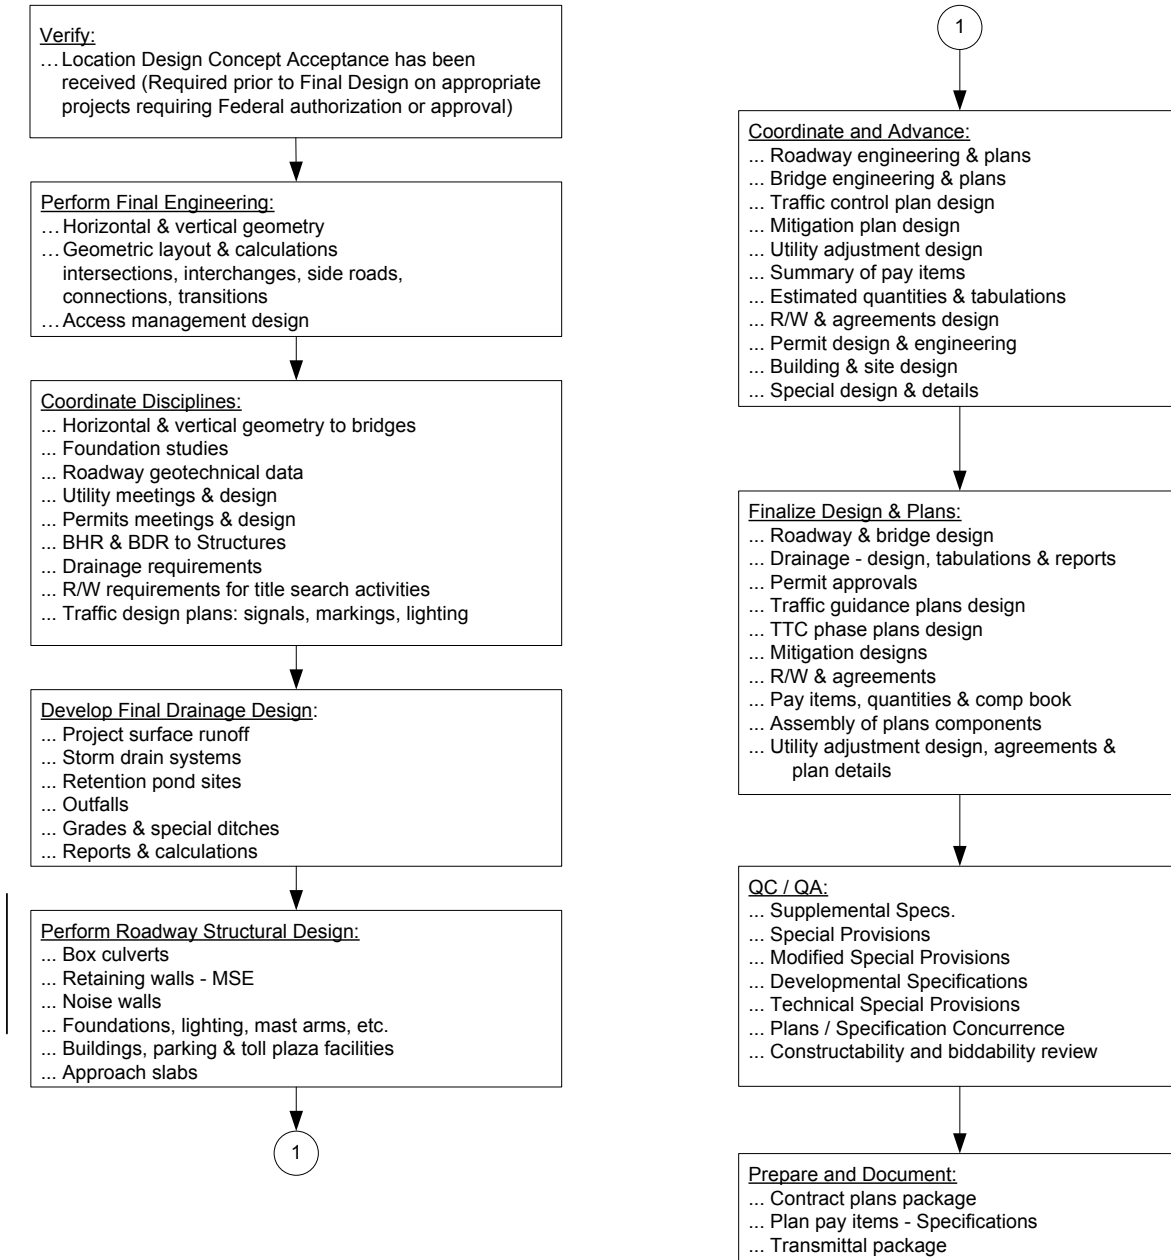 Verify:
… Location Design Concept Acceptance has been
received (Required prior to Final Design on appropriate
projects requiring Federal authorization or approval)
Perform Final Engineering:
… Horizontal & vertical geometry
… Geometric layout & calculations
intersections, interchanges, side roads,
connections, transitions
… Access management design
Coordinate Disciplines:
... Horizontal & vertical geometry to bridges
... Foundation studies
... Roadway geotechnical data
... Utility meetings & design
... Permits meetings & design
... BHR & BDR to Structures
... Drainage requirements
... R/W requirements for title search activities
... Traffic design plans: signals, markings, lighting
Develop Final Drainage Design:
... Project surface runoff
... Storm drain systems
... Retention pond sites
... Outfalls
... Grades & special ditches
... Reports & calculations
Perform Roadway Structural Design:
... Box culverts
... Retaining walls - MSE
... Noise walls
... Foundations, lighting, mast arms, etc.
... Buildings, parking & toll plaza facilities
... Approach slabs
1
1
Coordinate and Advance:
... Roadway engineering & plans
... Bridge engineering & plans
... Traffic control plan design
... Mitigation plan design
... Utility adjustment design
... Summary of pay items
... Estimated quantities & tabulations
... R/W & agreements design
... Permit design & engineering
... Building & site design
... Special design & details
Finalize Design & Plans:
... Roadway & bridge design
... Drainage - design, tabulations & reports
... Permit approvals
... Traffic guidance plans design
... TTC phase plans design
... Mitigation designs
... R/W & agreements
... Pay items, quantities & comp book
... Assembly of plans components
... Utility adjustment design, agreements &
plan details
QC / QA:
... Supplemental Specs.
... Special Provisions
... Modified Special Provisions
... Developmental Specifications
... Technical Special Provisions
... Plans / Specification Concurrence
... Constructability and biddability review
Prepare and Document:
... Contract plans package
... Plan pay items - Specifications
... Transmittal package